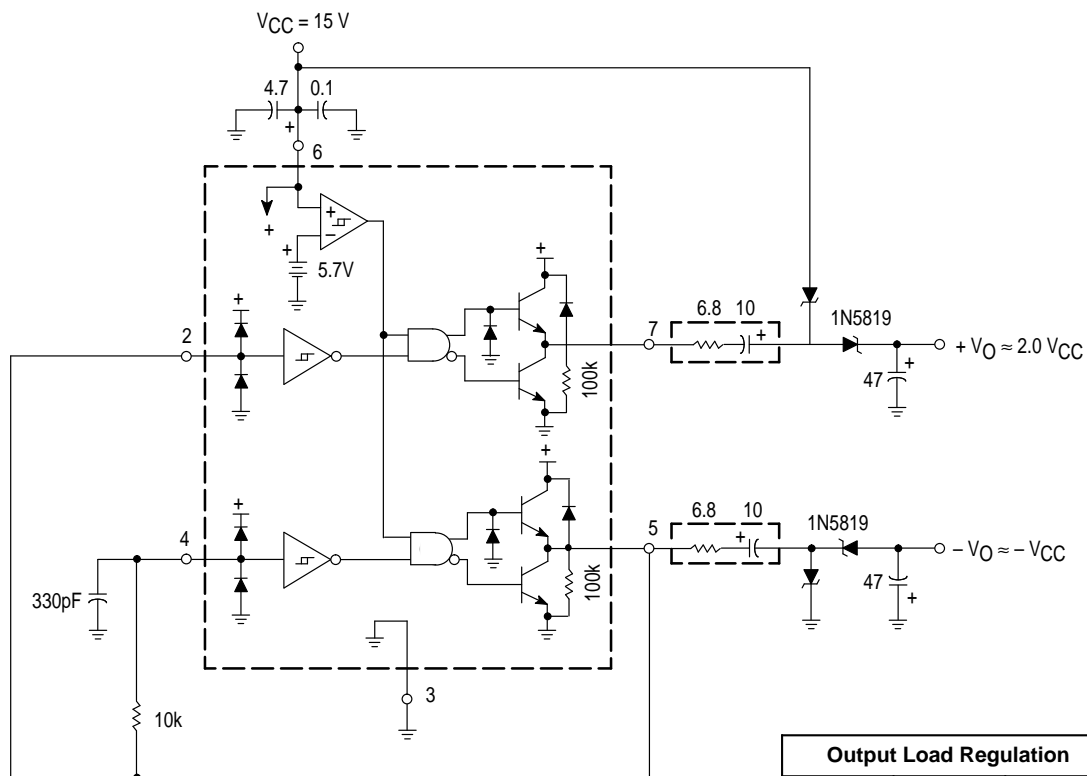 VCC = 15 V
4.7
0.1
+
6
+
+
−
+
5.7V
+
2
+
7
6.8
10
+
1N5819
+ VO ≈ 2.0 VCC
47
+
100k
+
4
+
5
6.8
10
+
1N5819
− VO ≈ − VCC
47
+
100k
330pF
3
10k
Output Load Regulation